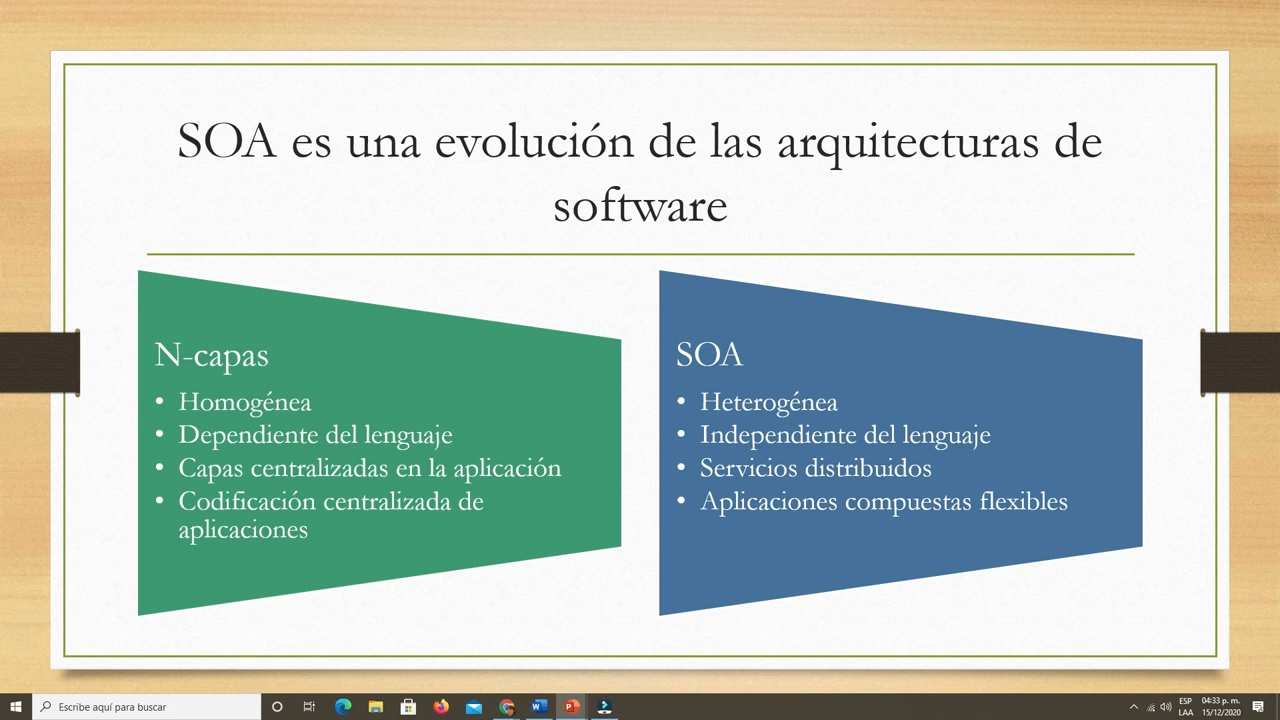 SOA es una evolución de las arquitecturas de
software
N-capas
• Homogénea
• Dependiente del lenguaje
• Capas centralizadas en la aplicación
• Codificación centralizada de
aplicaciones
SOA
• Heterogénea
• Independiente del lenguaje
• Servicios distribuidos
• Aplicaciones compuestas flexibles
Escribe aquí para buscar
ESP
LAA
04:33 p. m.
15/12/2020